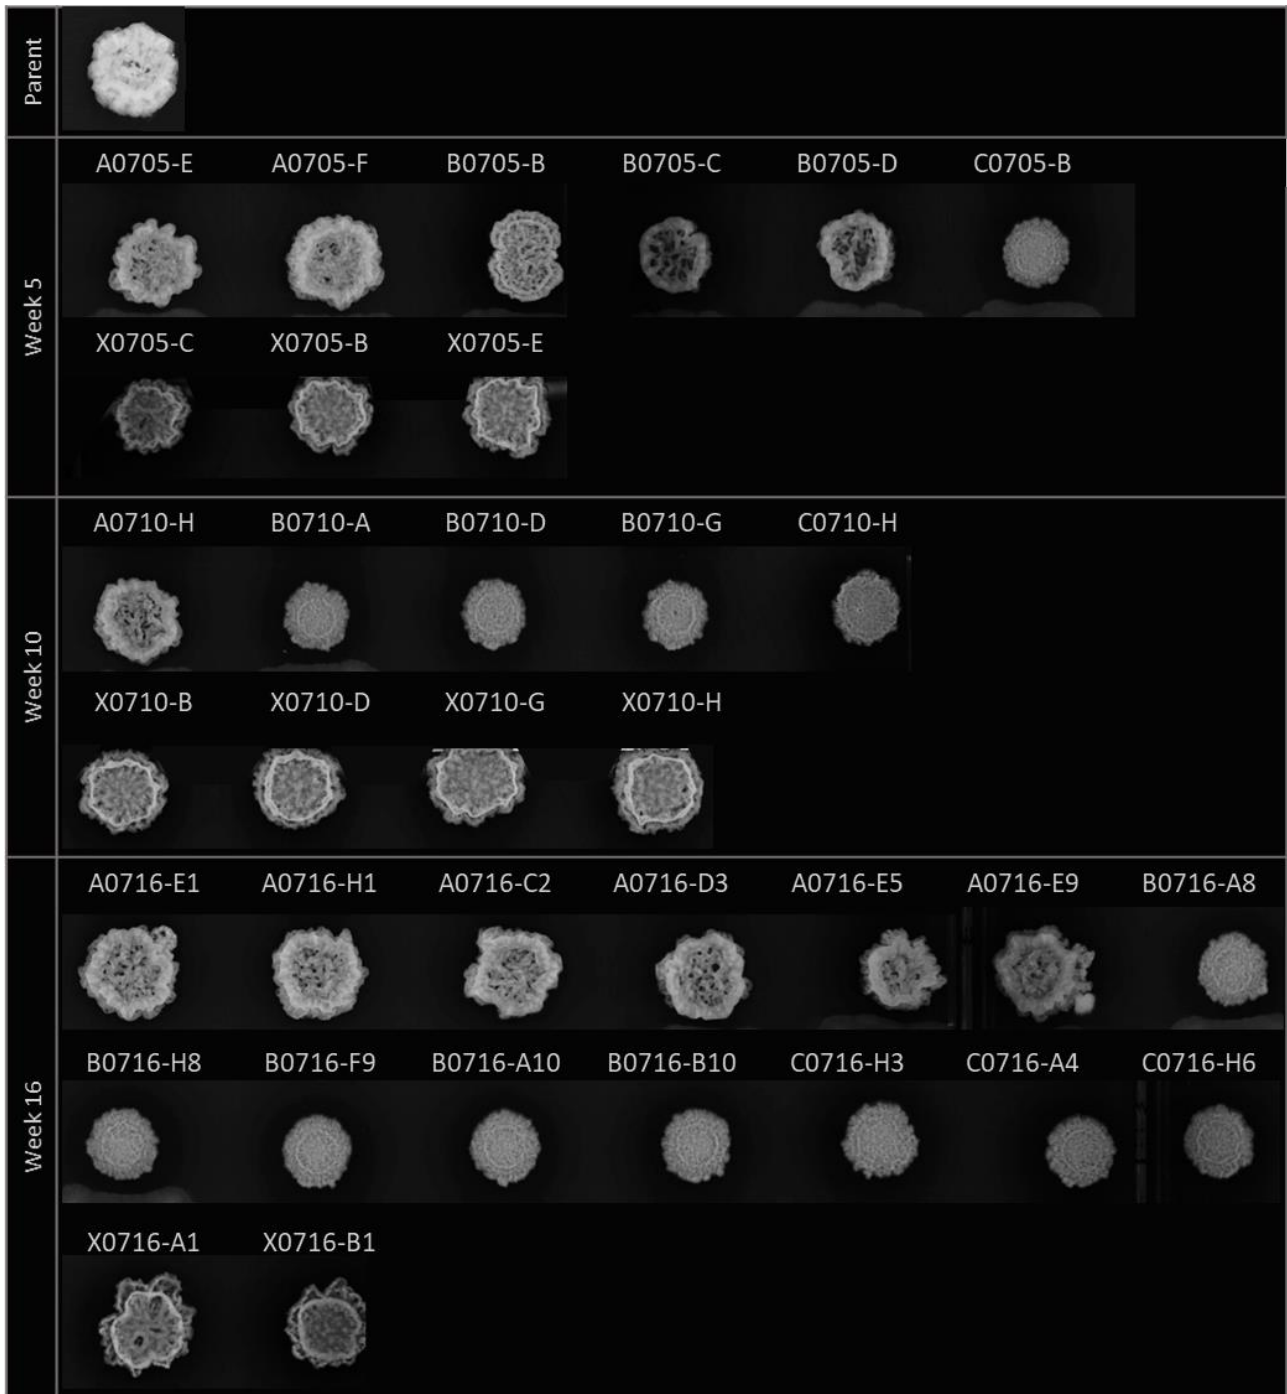 Parent
Week 5
A0705-E A0705-F B0705-B B0705-C B0705-D C0705-B
X0705-C X0705-B X0705-E
Week 10
A0710-H B0710-A B0710-D B0710-G C0710-H
X0710-B X0710-D X0710-G X0710-H
Week 16
A0716-E1 A0716-H1 A0716-C2 A0716-D3 A0716-E5 A0716-E9 B0716-A8
B0716-H8 B0716-F9 B0716-A10 B0716-B10 C0716-H3 C0716-A4 C0716-H6
X0716-A1 X0716-B1